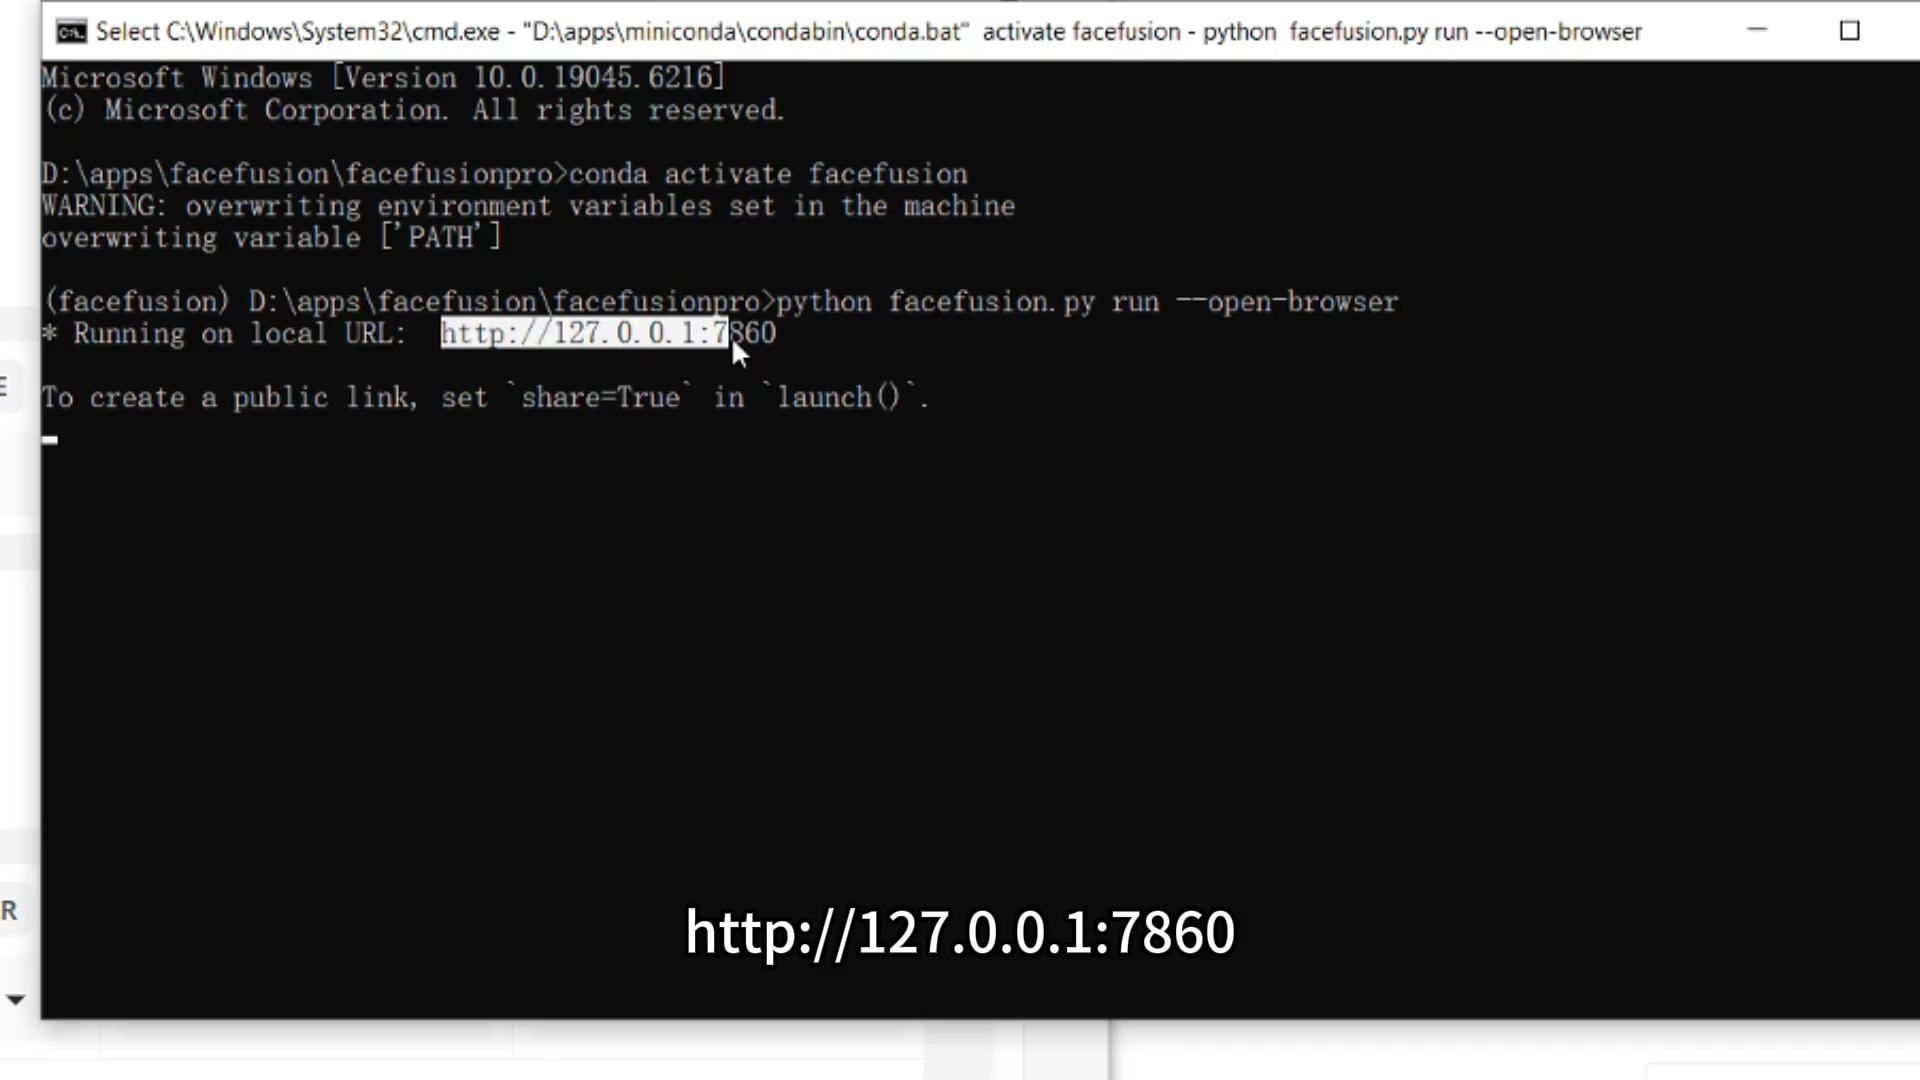 Select C:\Windows\System32\cmd.exe - "D:\apps\miniconda\condabin\conda.bat"  activate facefusion - python  facefusion.py run --open-browser
Microsoft Windows [Version 10.0.19045.6216]
(c) Microsoft Corporation. All rights reserved.
D:\apps\facefusion\facefusionpro>conda activate facefusion
WARNING: overwriting environment variables set in the machine
overwriting variable ['PATH']
(facefusion) D:\apps\facefusion\facefusionpro>python facefusion.py run --open-browser
* Running on local URL:  http://127.0.0.1:7860
To create a public link, set `share=True` in `launch()`.
E
R
http://127.0.0.1:7860